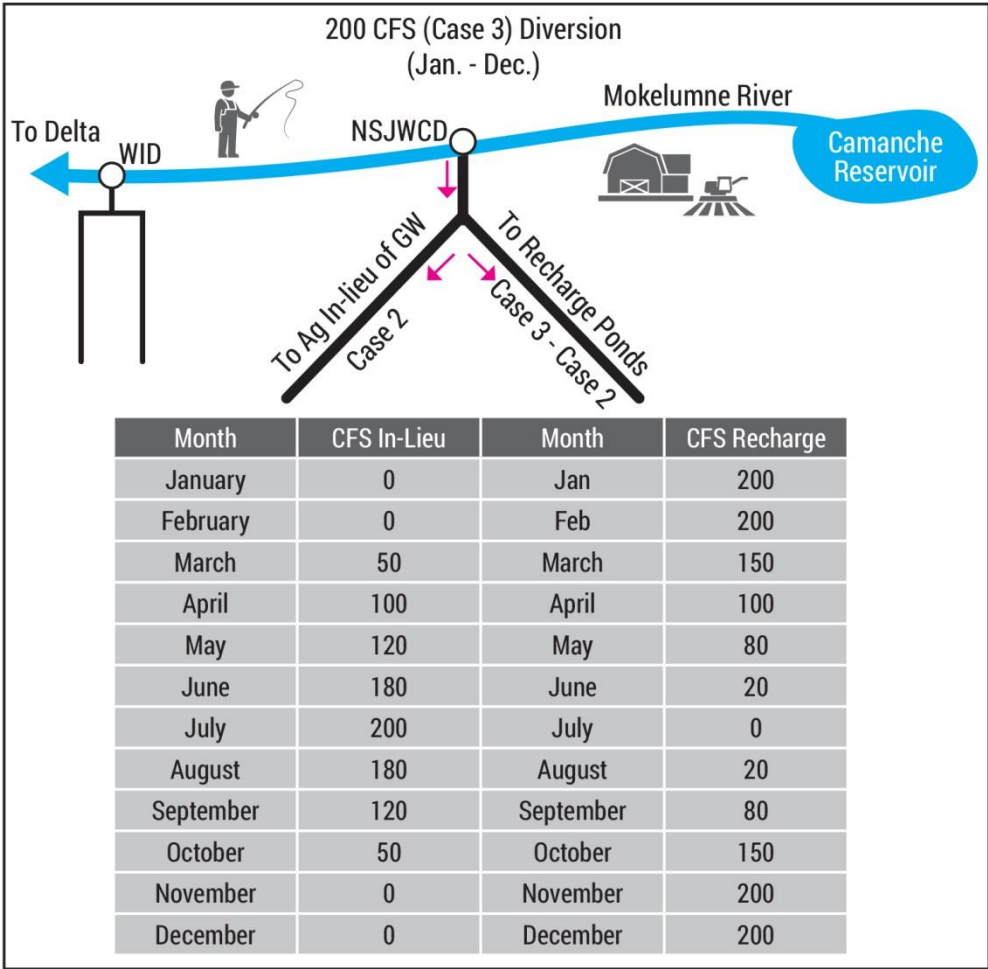 200 CFS (Case 3) Diversion
(Jan. - Dec.)
Mokelumne River
To Delta
WID
NSJWCD
Camanche
Reservoir
To Ag In-lieu of GW
Case 2
To Recharge Ponds
Case 3 - Case 2
Month CFS In-Lieu Month CFS Recharge
January 0 Jan 200
February 0 Feb 200
March 50 March 150
April 100 April 100
May 120 May 80
June 180 June 20
July 200 July 0
August 180 August 20
September 120 September 80
October 50 October 150
November 0 November 200
December 0 December 200